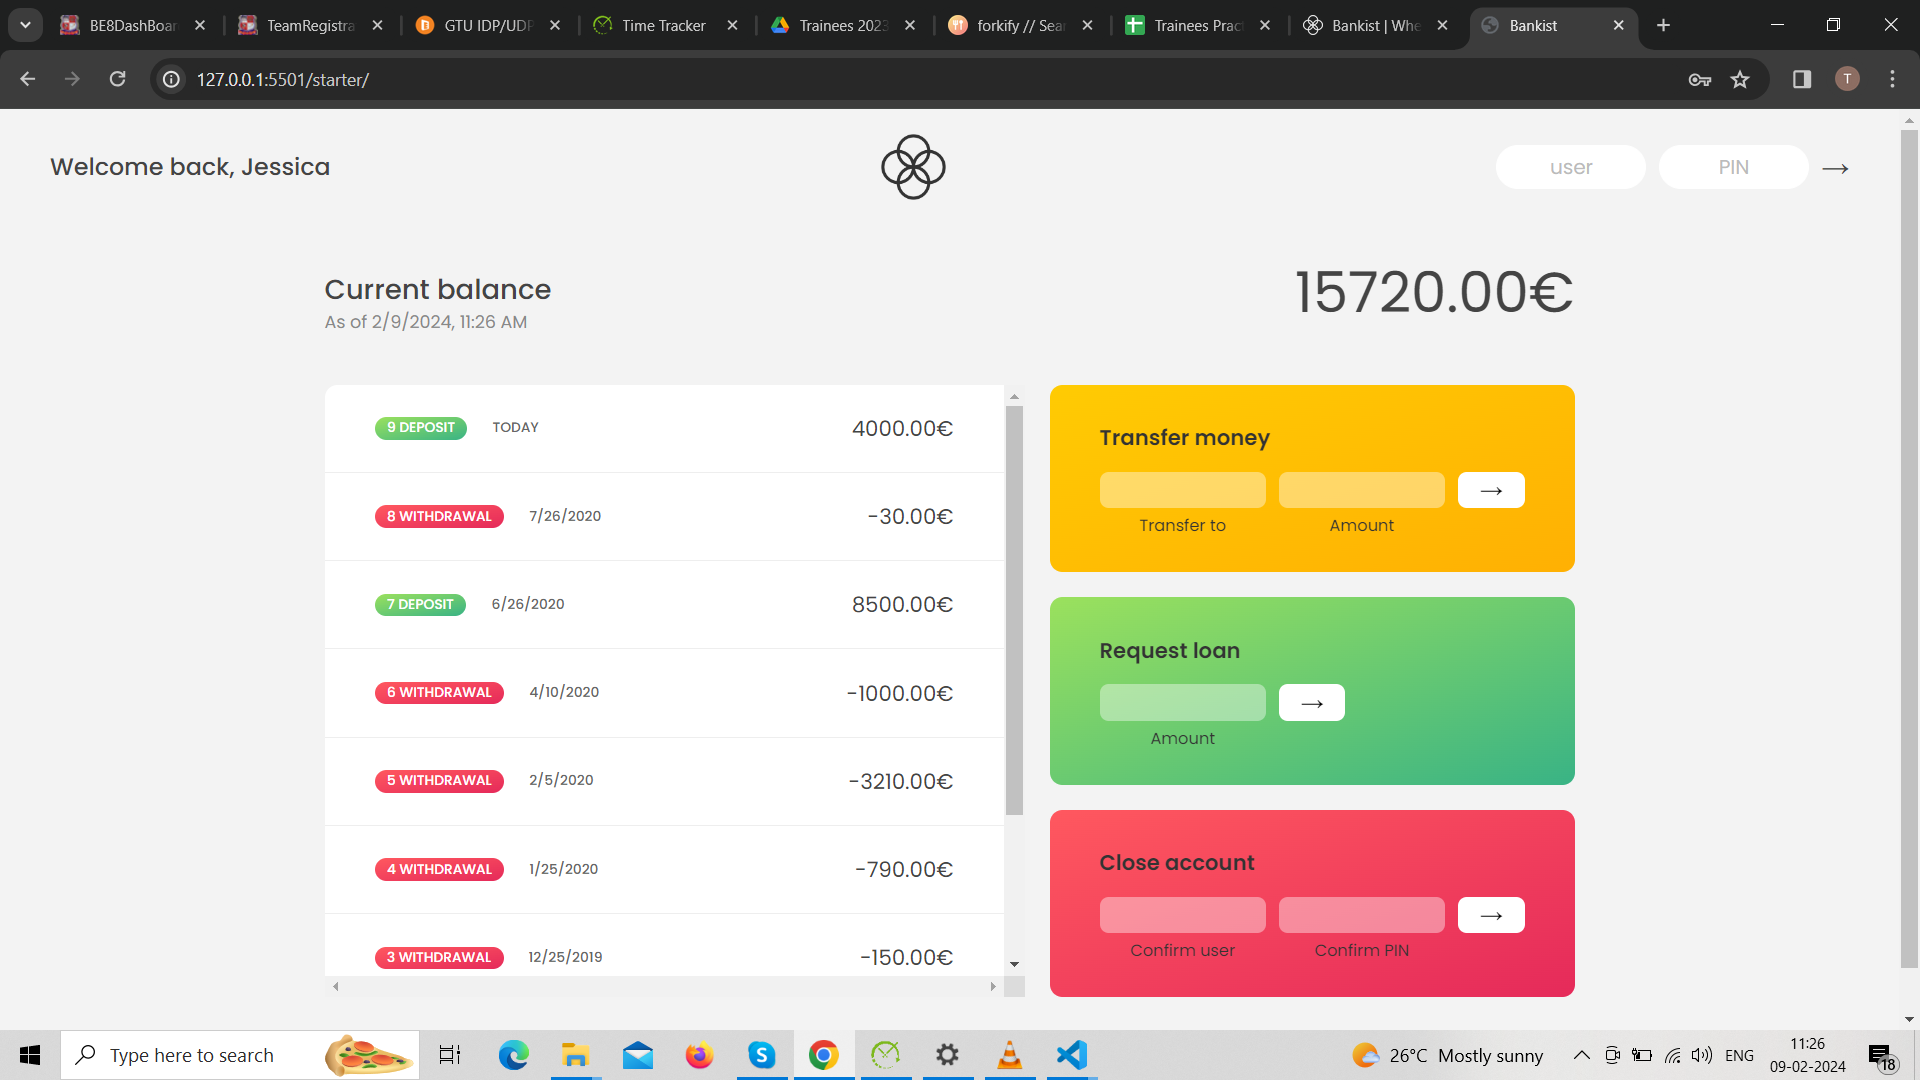 BE8DashBoar
TeamRegistra
GTU IDP/UDP
Time Tracker
Trainees 2023
forkify // Sear
Trainees Pract
Bankist | Whe
Bankist
127.0.0.1:5501/starter/
T
Welcome back, Jessica
user
PIN
→
Current balance
As of 2/9/2024, 11:26 AM
15720.00€
9 DEPOSIT TODAY 4000.00€
8 WITHDRAWAL 7/26/2020 -30.00€
7 DEPOSIT 6/26/2020 8500.00€
6 WITHDRAWAL 4/10/2020 -1000.00€
5 WITHDRAWAL 2/5/2020 -3210.00€
4 WITHDRAWAL 1/25/2020 -790.00€
3 WITHDRAWAL 12/25/2019 -150.00€
Transfer money
→
Transfer to Amount
Request loan
→
Amount
Close account
→
Confirm user Confirm PIN
Type here to search
26°C Mostly sunny
ENG
11:26
09-02-2024
18